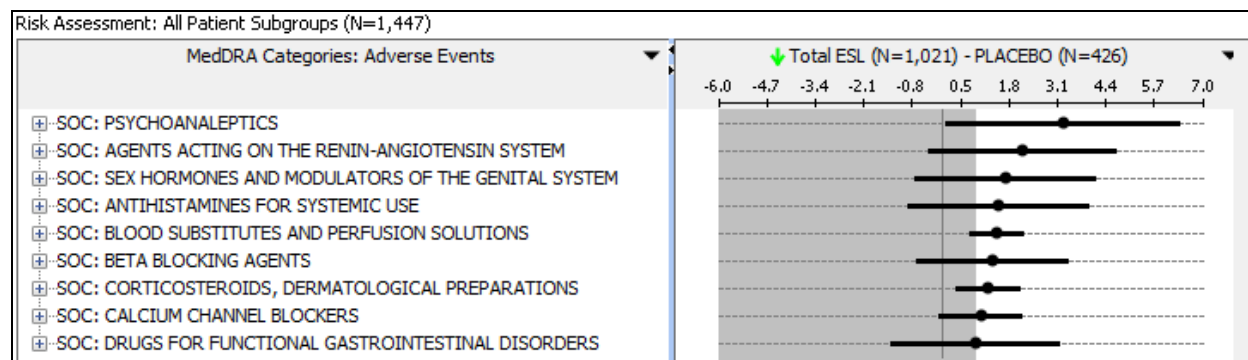 Risk Assessment: All Patient Subgroups (N=1,447)
MedDRA Categories: Adverse Events
Total ESL (N=1,021) - PLACEBO (N=426)
-6.0 -4.7 -3.4 -2.1 -0.8 0.5 1.8 3.1 4.4 5.7 7.0
SOC: PSYCHOANALEPTICS
SOC: AGENTS ACTING ON THE RENIN-ANGIOTENSIN SYSTEM
SOC: SEX HORMONES AND MODULATORS OF THE GENITAL SYSTEM
SOC: ANTIHISTAMINES FOR SYSTEMIC USE
SOC: BLOOD SUBSTITUTES AND PERFUSION SOLUTIONS
SOC: BETA BLOCKING AGENTS
SOC: CORTICOSTEROIDS, DERMATOLOGICAL PREPARATIONS
SOC: CALCIUM CHANNEL BLOCKERS
SOC: DRUGS FOR FUNCTIONAL GASTROINTESTINAL DISORDERS